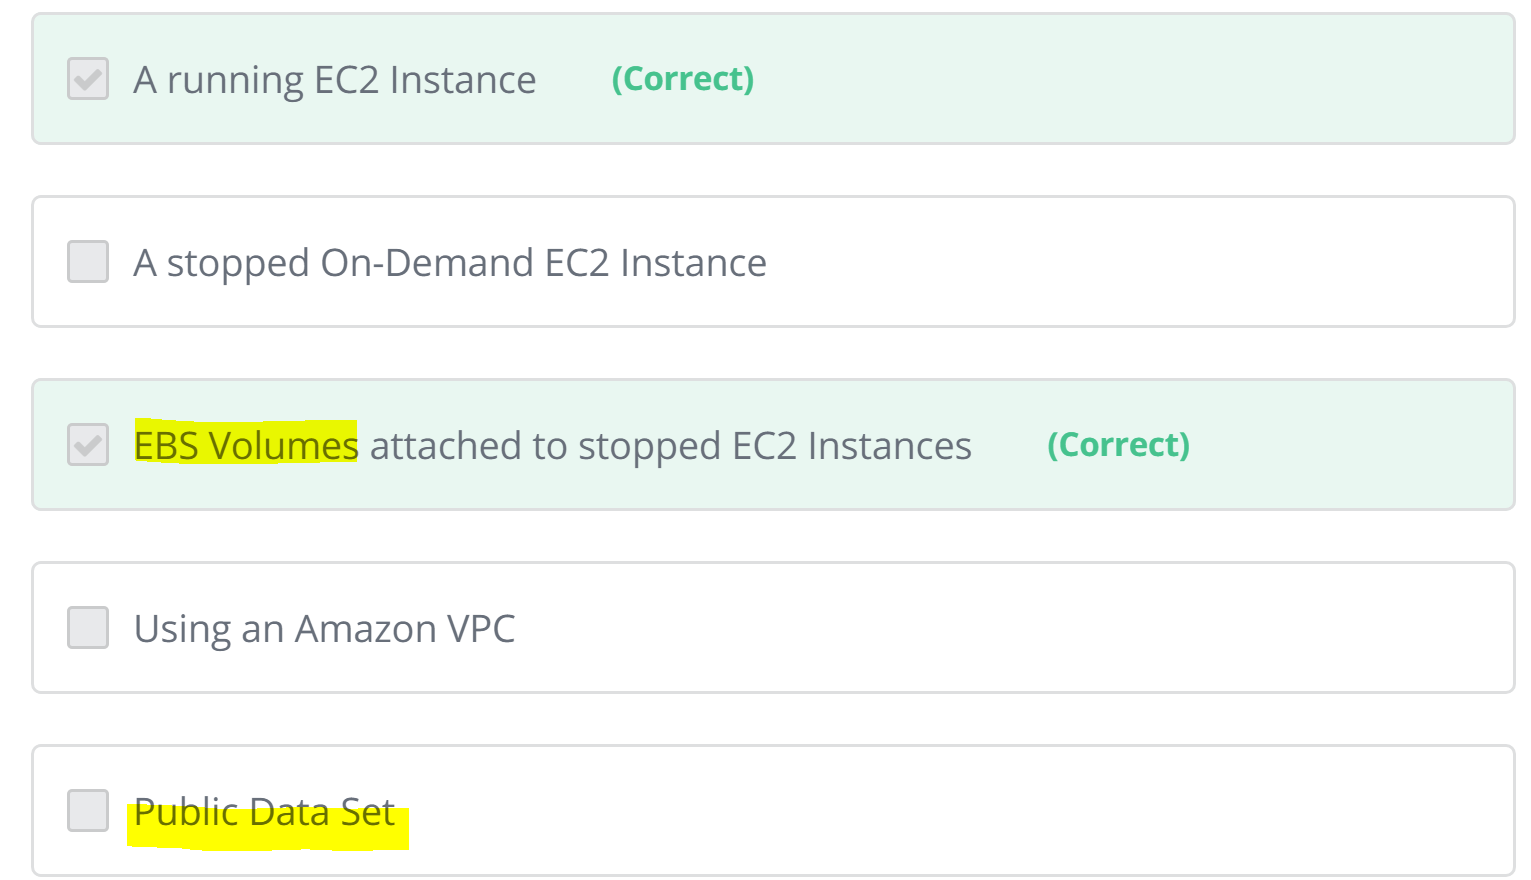 A running EC2 Instance (Correct)
A stopped On-Demand EC2 Instance
EBS Volumes attached to stopped EC2 Instances (Correct)
Using an Amazon VPC
Public Data Set